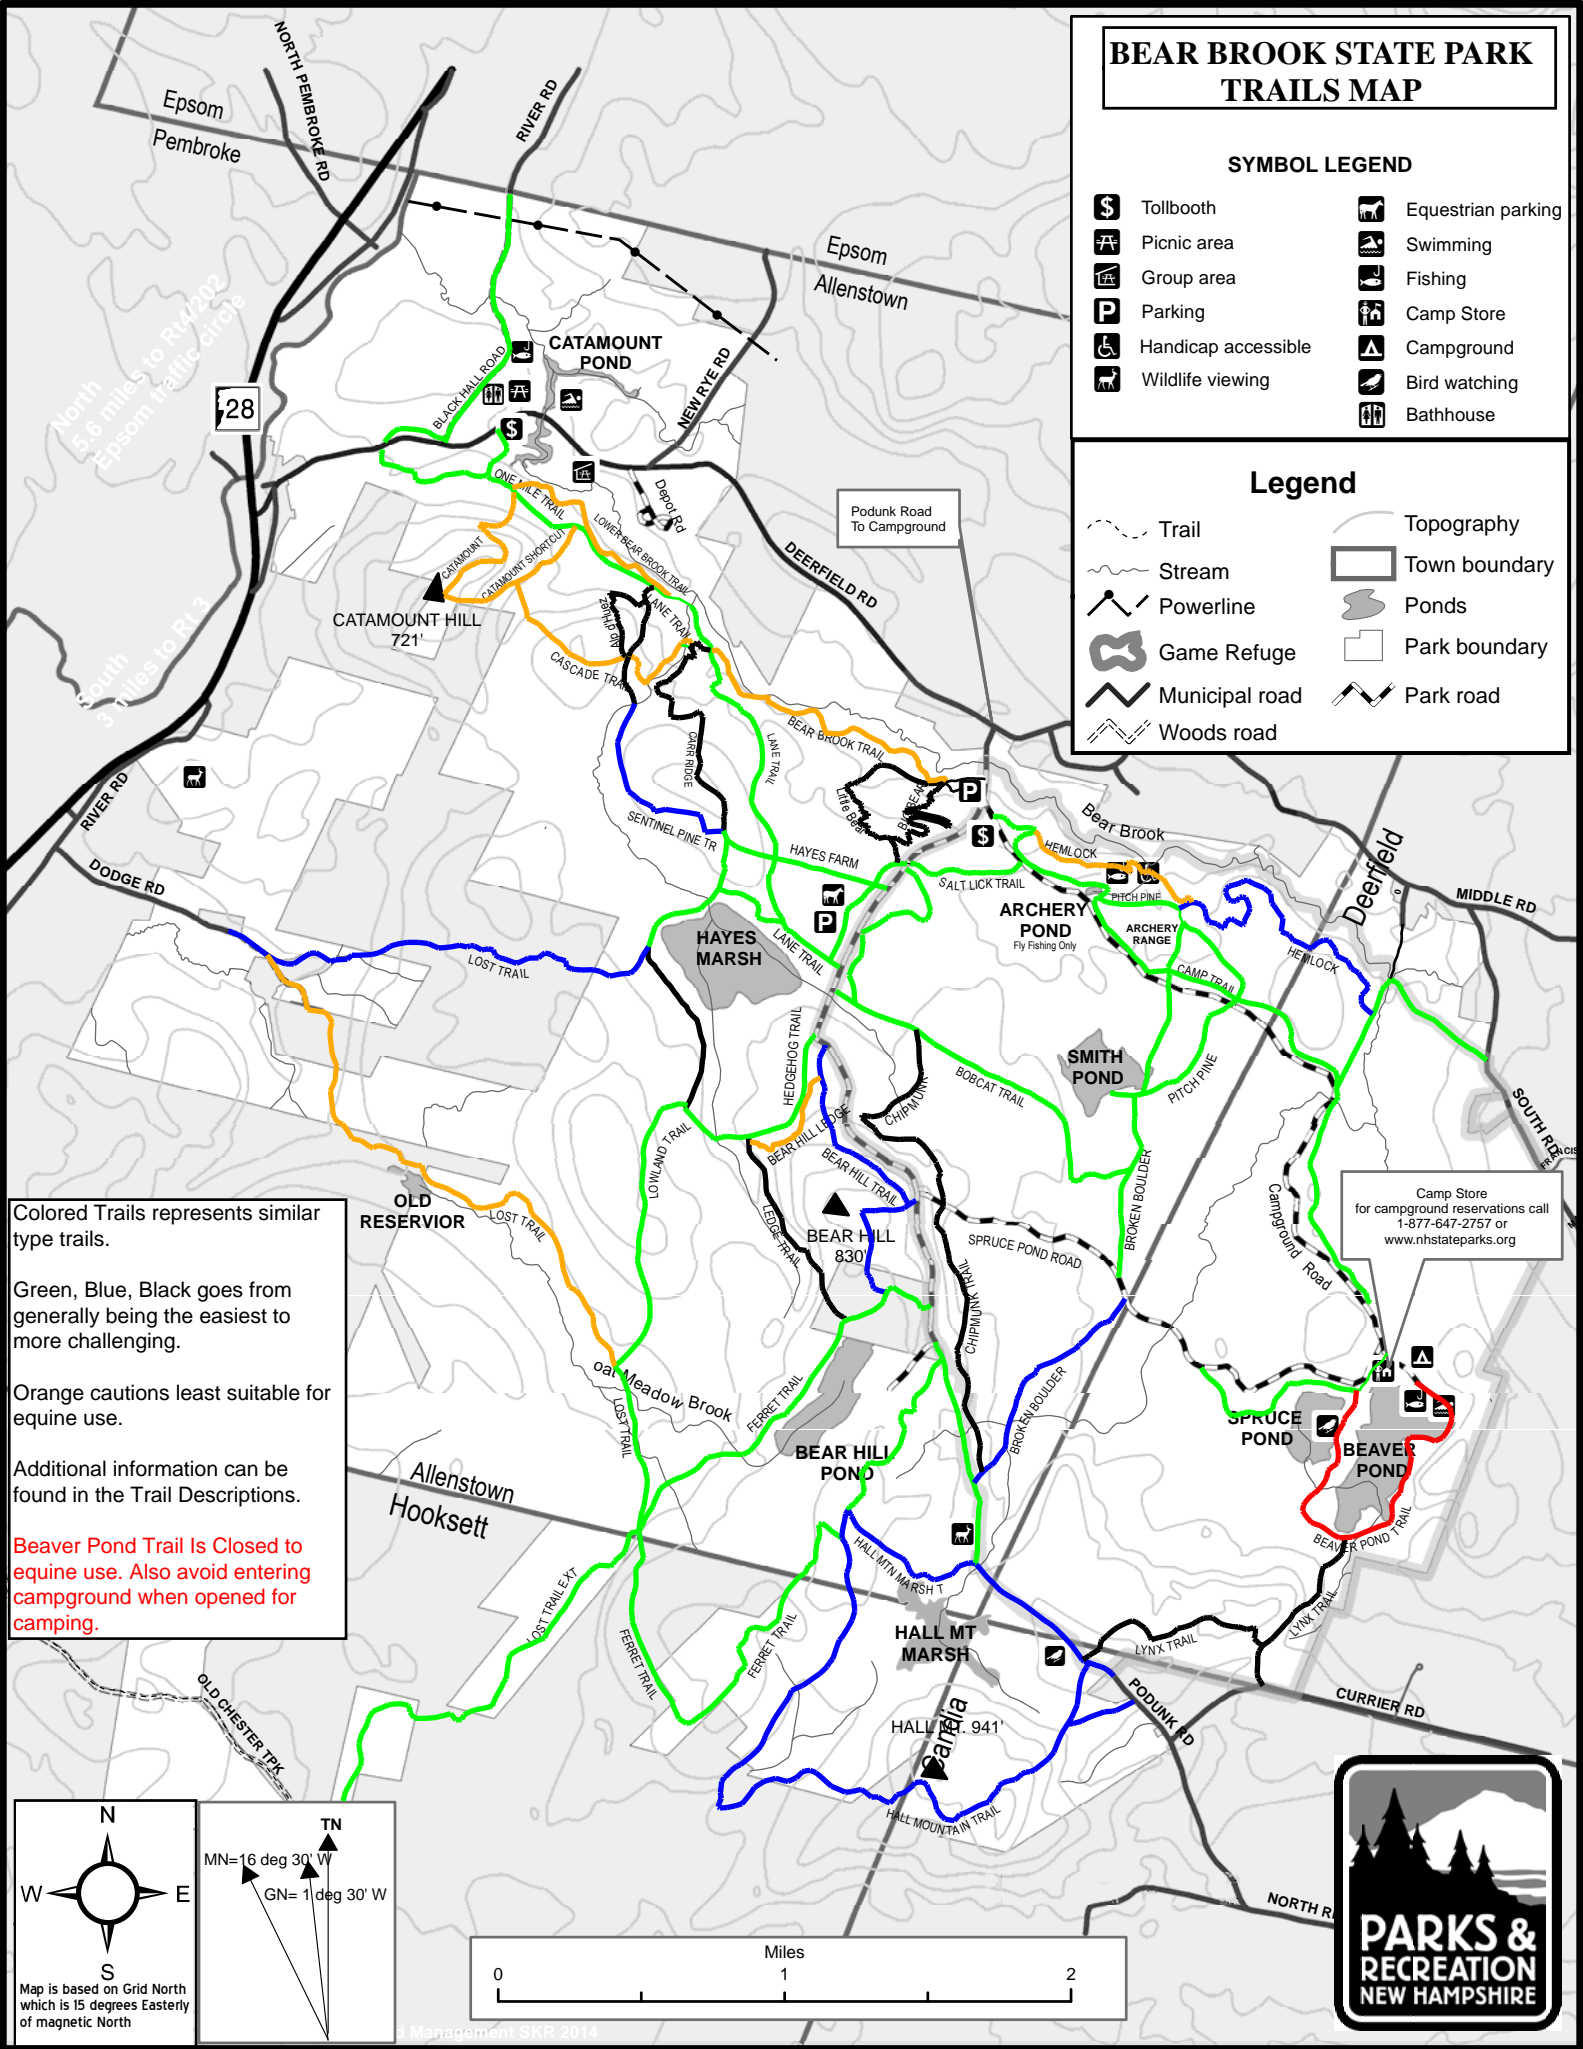 BEAR BROOK STATE PARK
TRAILS MAP
SYMBOL LEGEND
Tollbooth
Picnic area
Group area
Parking
Handicap accessible
Wildlife viewing
Equestrian parking
Swimming
Fishing
Camp Store
Campground
Bird watching
Bathhouse
Legend
Trail
Stream
Powerline
Game Refuge
Municipal road
Woods road
Topography
Town boundary
Ponds
Park boundary
Park road
NORTH PEMBROKE RD
RIVER RD
Epsom
Pembroke
Epsom
Allenstown
North
5.6 miles to Rt4/202
Epsom traffic circle
28
South
3 miles to Rt 3
CATAMOUNT
POND
BLACK HALL ROAD
NEW RYE RD
ONE MILE TRAIL
Depot Rd
LOWER BEAR BROOK TRAIL
CATAMOUNT
CATAMOUNT SHORTCUT
CATAMOUNT HILL
721'
Alp d'Huez
LANE TRAIL
CASCADE TRAIL
Podunk Road
To Campground
DEERFIELD RD
BEAR BROOK TRAIL
LANE TRAIL
CARR RIDGE
Little Bear
BIG BEAR
SENTINEL PINE TR
HAYES FARM
RIVER RD
DODGE RD
Bear Brook
HEMLOCK
SALT LICK TRAIL
PITCH PINE
ARCHERY
POND
Fly Fishing Only
ARCHERY
RANGE
Deerfield
MIDDLE RD
HAYES
MARSH
LANE TRAIL
LOST TRAIL
CAMP TRAIL
HEMLOCK
HEDGEHOG TRAIL
SMITH
POND
BOBCAT TRAIL
CHIPMUNK
PITCH PINE
SOUTH RD
LOWLAND TRAIL
BEAR HILL LEDGE
BEAR HILL TRAIL
OLD
RESERVIOR
LOST TRAIL
LEDGE TRAIL
BEAR HILL
830'
SPRUCE POND ROAD
BROKEN BOULDER
Campground Road
Camp Store
for campground reservations call
1-877-647-2757 or
www.nhstateparks.org
Colored Trails represents similar
type trails.
Green, Blue, Black goes from
generally being the easiest to
more challenging.
Orange cautions least suitable for
equine use.
Additional information can be
found in the Trail Descriptions.
Beaver Pond Trail Is Closed to
equine use. Also avoid entering
campground when opened for
camping.
CHIPMUNK TRAIL
oat Meadow Brook
LOST TRAIL
FERRET TRAIL
BROKEN BOULDER
BEAR HILL
POND
SPRUCE
POND
BEAVER
POND
BEAVER POND TRAIL
Allenstown
Hooksett
HALL MTN MARSH T
LOST TRAIL EXT
FERRET TRAIL
FERRET TRAIL
HALL MT
MARSH
LYNX TRAIL
LYNX TRAIL
PODUNK RD
CURRIER RD
HALL MT. 941'
Candia
HALL MOUNTAIN TRAIL
OLD CHESTER TPK
NORTH R
N
W
E
S
Map is based on Grid North
which is 15 degrees Easterly
of magnetic North
TN
MN=16 deg 30' W
GN= 1 deg 30' W
Miles
0 1 2
d Management SKR 2014
PARKS &
RECREATION
NEW HAMPSHIRE